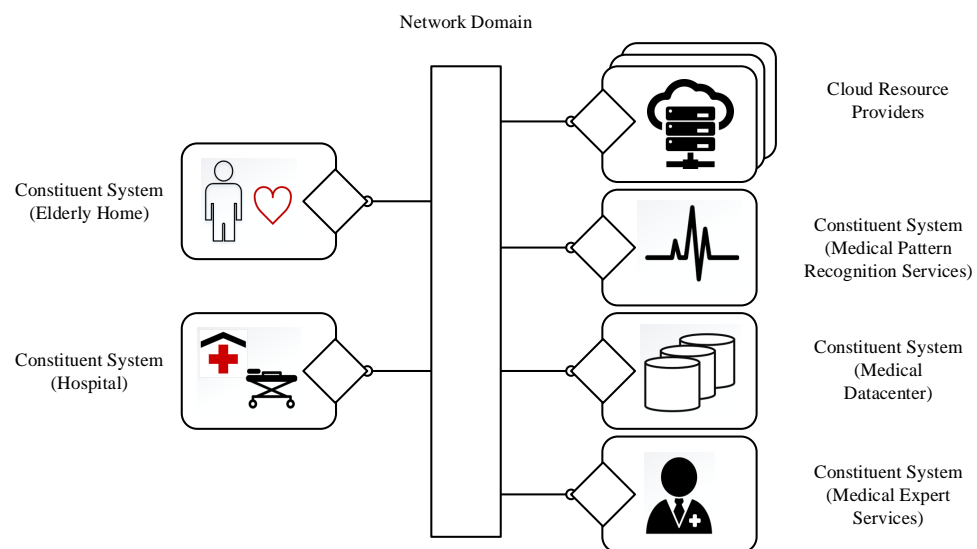 Network Domain
Cloud Resource
Providers
Constituent System
(Elderly Home)
Constituent System
(Medical Pattern
Recognition Services)
Constituent System
(Hospital)
Constituent System
(Medical
Datacenter)
Constituent System
(Medical Expert
Services)